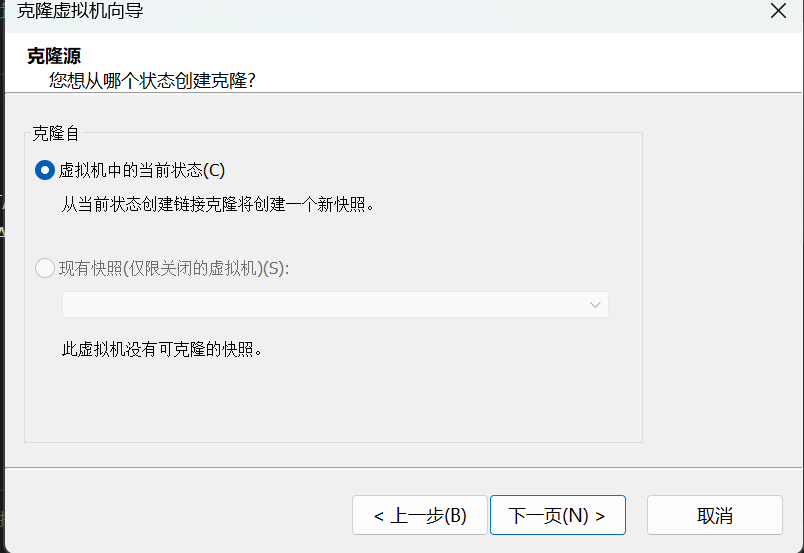 克隆虚拟机向导
克隆源
您想从哪个状态创建克隆?
克隆自
虚拟机中的当前状态(C)
从当前状态创建链接克隆将创建一个新快照。
现有快照(仅限关闭的虚拟机)(S):
此虚拟机没有可克隆的快照。
< 上一步(B) 下一页(N) > 取消